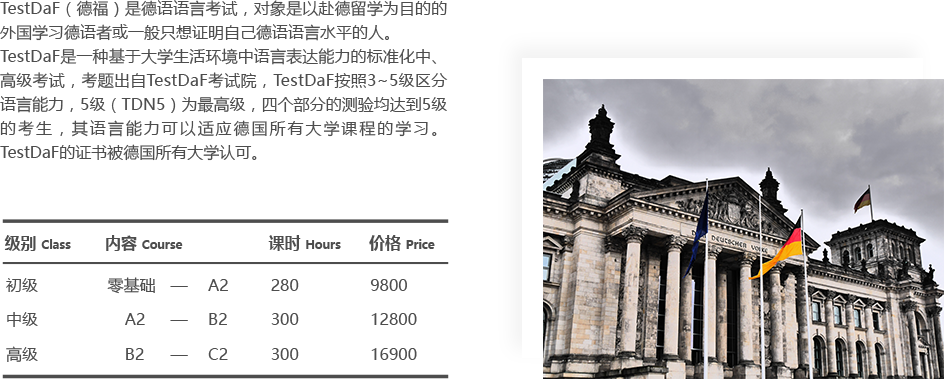 TestDaF（德福）是德语语言考试，对象是以赴德留学为目的的
外国学习德语者或一般只想证明自己德语语言水平的人。
TestDaF是一种基于大学生活环境中语言表达能力的标准化中、
高级考试，考题出自TestDaF考试院，TestDaF按照3~5级区分
语言能力，5级（TDN5）为最高级，四个部分的测验均达到5级
的考生，其语言能力可以适应德国所有大学课程的学习。
TestDaF的证书被德国所有大学认可。
级别 Class 内容 Course 课时 Hours 价格 Price
初级 零基础 — A2 280 9800
中级 A2 — B2 300 12800
高级 B2 — C2 300 16900
DEUTSCHEN VOLKE